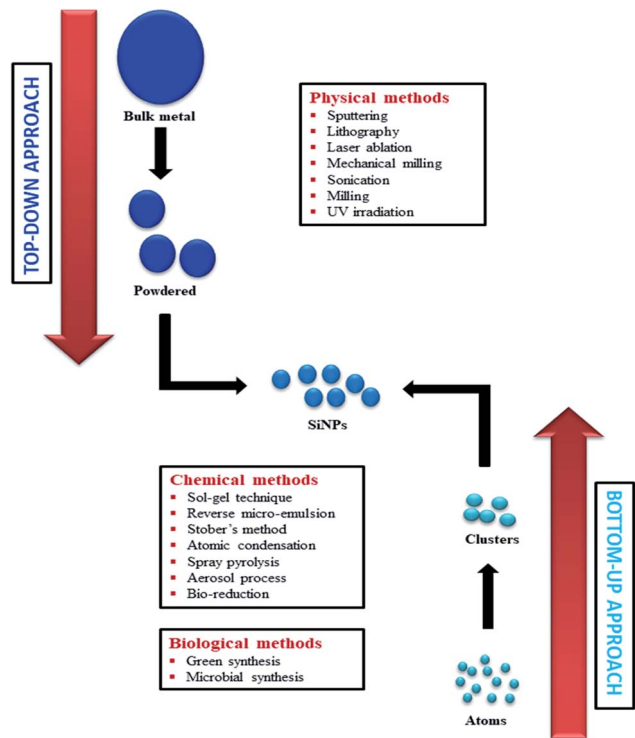 TOP-DOWN APPROACH
Bulk metal
Powdered
Physical methods
▪ Sputtering
▪ Lithography
▪ Laser ablation
▪ Mechanical milling
▪ Sonication
▪ Milling
▪ UV irradiation
SiNPs
Chemical methods
▪ Sol-gel technique
▪ Reverse micro-emulsion
▪ Stober's method
▪ Atomic condensation
▪ Spray pyrolysis
▪ Aerosol process
▪ Bio-reduction
Biological methods
▪ Green synthesis
▪ Microbial synthesis
Clusters
Atoms
BOTTOM-UP APPROACH